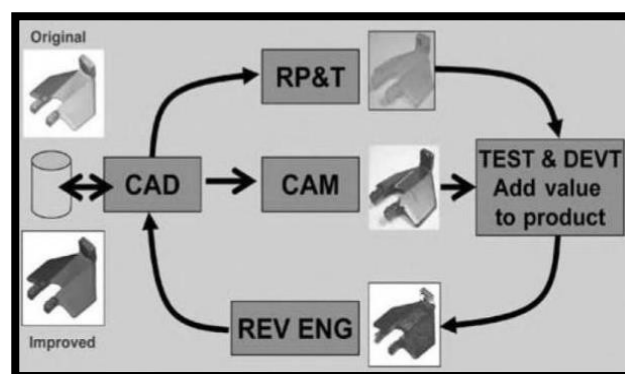 Original
RP&T
CAD
CAM
TEST & DEVT
Add value
to product
REV ENG
Improved